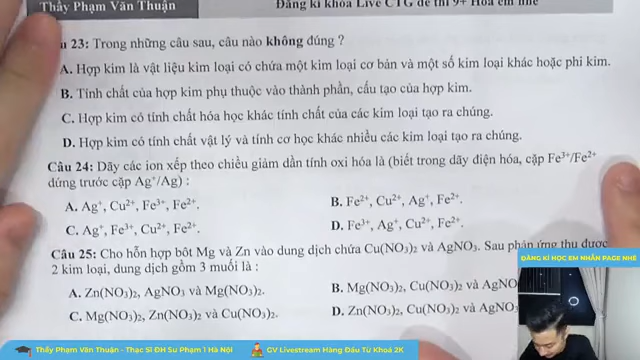 Thầy Phạm Văn Thuận
Đăng kí khóa Live CTG để thi 9+ Hóa em nhé
u 23: Trong những câu sau, câu nào không đúng ?
A. Hợp kim là vật liệu kim loại có chứa một kim loại cơ bản và một số kim loại khác hoặc phi kim.
B. Tính chất của hợp kim phụ thuộc vào thành phần, cấu tạo của hợp kim.
C. Hợp kim có tính chất hóa học khác tính chất của các kim loại tạo ra chúng.
D. Hợp kim có tính chất vật lý và tính cơ học khác nhiều các kim loại tạo ra chúng.
Câu 24: Dãy các ion xếp theo chiều giảm dần tính oxi hóa là (biết trong dãy điện hóa, cặp Fe³⁺/Fe²⁺
đứng trước cặp Ag⁺/Ag) :
A. Ag⁺, Cu²⁺, Fe³⁺, Fe²⁺. B. Fe²⁺, Cu²⁺, Ag⁺, Fe²⁺.
C. Ag⁺, Fe³⁺, Cu²⁺, Fe²⁺. D. Fe³⁺, Ag⁺, Cu²⁺, Fe²⁺.
Câu 25: Cho hỗn hợp bột Mg và Zn vào dung dịch chứa Cu(NO₃)₂ và AgNO₃. Sau phản ứng thu được
2 kim loại, dung dịch gồm 3 muối là :
A. Zn(NO₃)₂, AgNO₃ và Mg(NO₃)₂. B. Mg(NO₃)₂, Cu(NO₃)₂ và AgNO
C. Mg(NO₃)₂, Zn(NO₃)₂ và Cu(NO₃)₂. D. Zn(NO₃)₂, Cu(NO₃)₂ và AgNO₃
ĐĂNG KÍ HỌC EM NHẮN PAGE NHÉ
Thầy Phạm Văn Thuận - Thạc Sĩ ĐH Sư Phạm 1 Hà Nội
GV Livestream Hàng Đầu Từ Khoá 2K